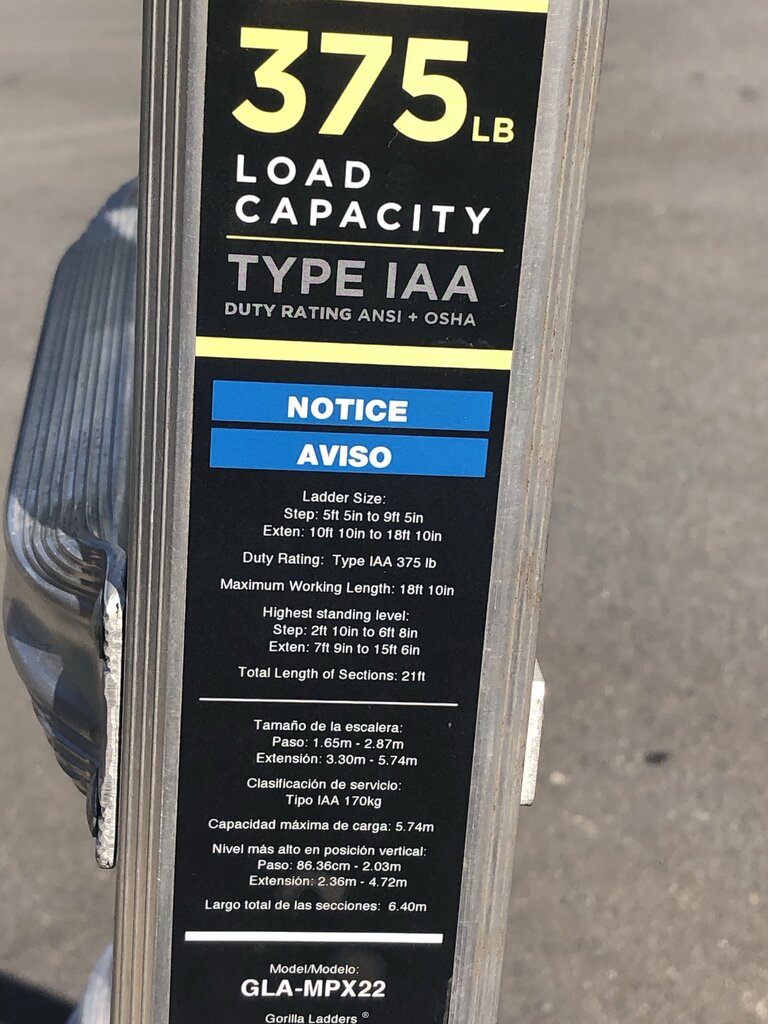 375 LB
LOAD
CAPACITY
TYPE IAA
DUTY RATING ANSI + OSHA
NOTICE
AVISO
Ladder Size:
Step: 5ft 5in to 9ft 5in
Exten: 10ft 10in to 18ft 10in
Duty Rating: Type IAA 375 lb
Maximum Working Length: 18ft 10in
Highest standing level:
Step: 2ft 10in to 6ft 8in
Exten: 7ft 9in to 15ft 6in
Total Length of Sections: 21ft
Tamaño de la escalera:
Paso: 1.65m - 2.87m
Extensión: 3.30m - 5.74m
Clasificación de servicio:
Tipo IAA 170kg
Capacidad máxima de carga: 5.74m
Nivel más alto en posición vertical:
Paso: 86.36cm - 2.03m
Extensión: 2.36m - 4.72m
Largo total de las secciones: 6.40m
Model/Modelo:
GLA-MPX22
Gorilla Ladders ®